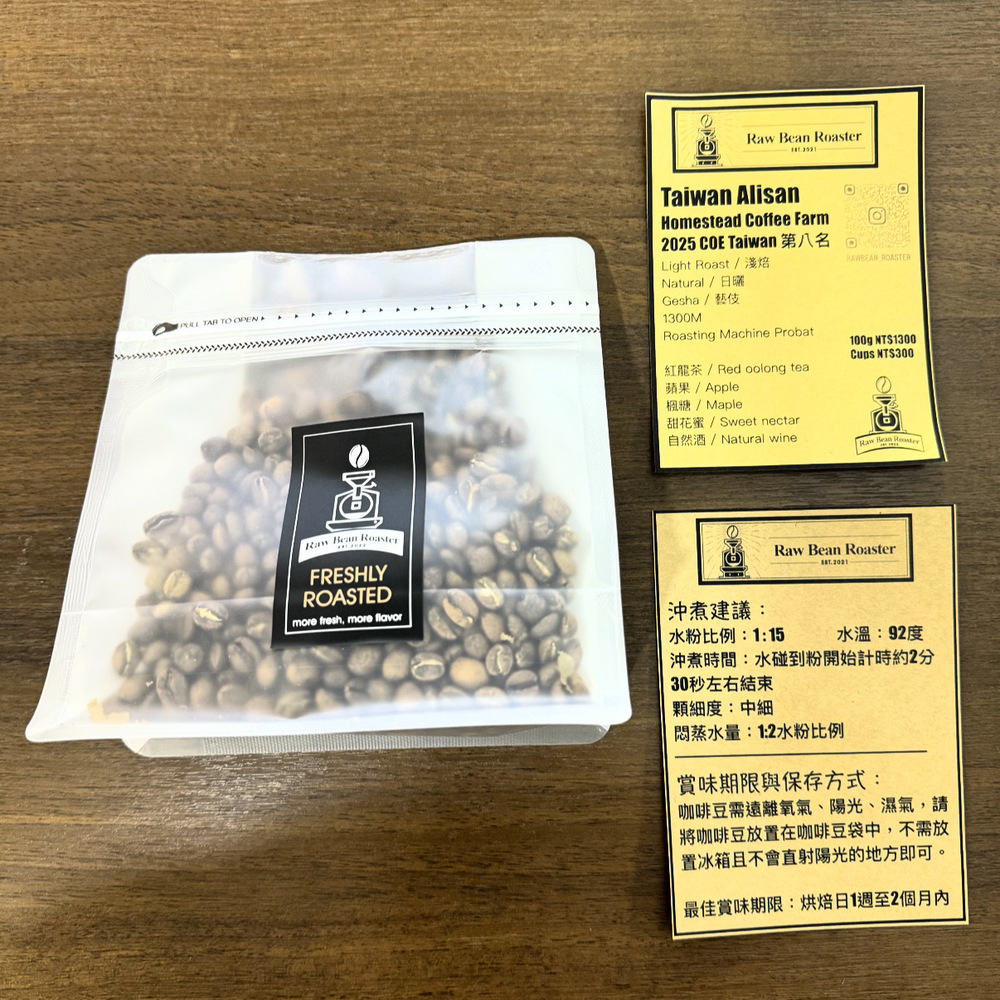 PULL TAB TO OPEN
Raw Bean Roaster
FRESHLY
ROASTED
more fresh, more flavor
Raw Bean Roaster
EST.2021
Taiwan Alisan
Homestead Coffee Farm
2025 COE Taiwan 第八名
Light Roast / 淺焙
Natural / 日曬
Gesha / 藝伎
1300M
Roasting Machine Probat
RAWBEAN_ROASTER
100g NT$1300
Cups NT$300
紅龍茶 / Red oolong tea
蘋果 / Apple
楓糖 / Maple
甜花蜜 / Sweet nectar
自然酒 / Natural wine
Raw Bean Roaster
Raw Bean Roaster
EST.2021
沖煮建議：
水粉比例：1:15 水溫：92度
沖煮時間：水碰到粉開始計時約2分
30秒左右結束
顆細度：中細
悶蒸水量：1:2水粉比例
賞味期限與保存方式：
咖啡豆需遠離氧氣、陽光、濕氣，請
將咖啡豆放置在咖啡豆袋中，不需放
置冰箱且不會直射陽光的地方即可。
最佳賞味期限：烘焙日1週至2個月內